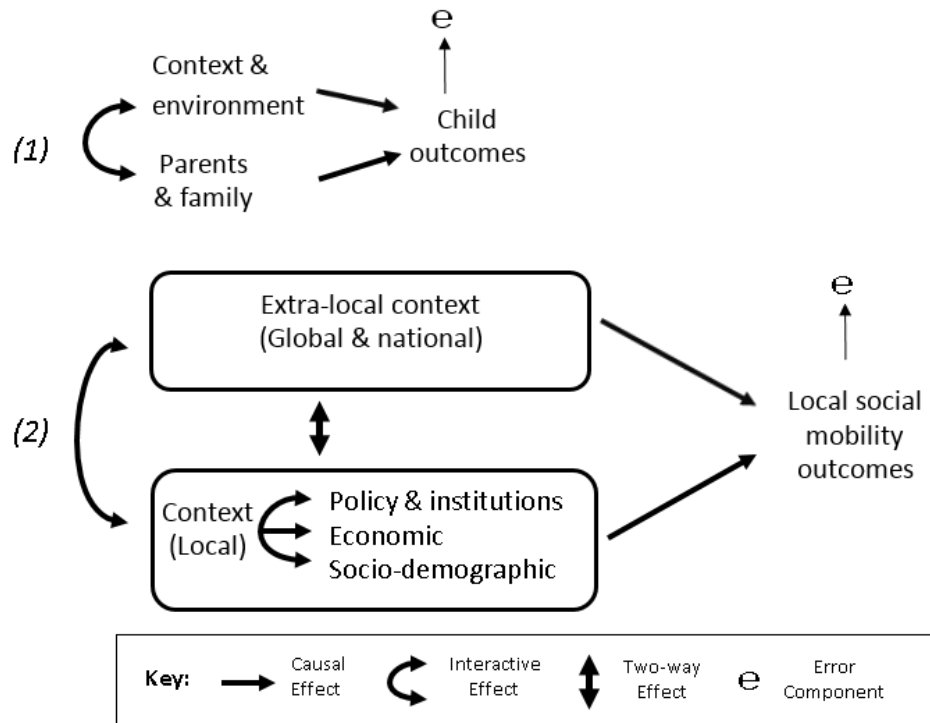 e
Context &
environment
(1)
Child
outcomes
Parents
& family
Extra-local context
(Global & national)
e
(2)
Local social
mobility
outcomes
Context
(Local)
Policy & institutions
Economic
Socio-demographic
Key:
Causal
Effect
Interactive
Effect
Two-way
Effect
e
Error
Component